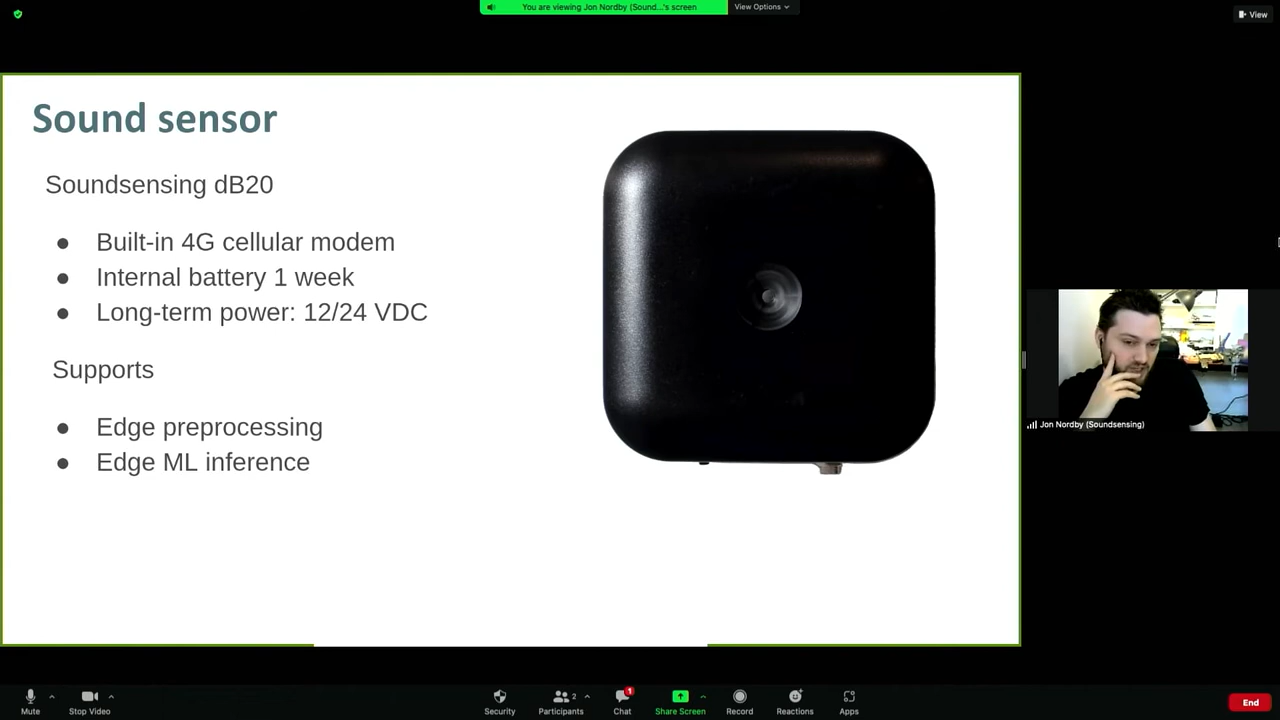 You are viewing Jon Nordby (Sound...'s screen
View Options
View
Sound sensor
Soundsensing dB20
● Built-in 4G cellular modem
● Internal battery 1 week
● Long-term power: 12/24 VDC
Supports
● Edge preprocessing
● Edge ML inference
Jon Nordby (Soundsensing)
Mute
Stop Video
Security
2
Participants
1
Chat
Share Screen
Record
Reactions
Apps
End